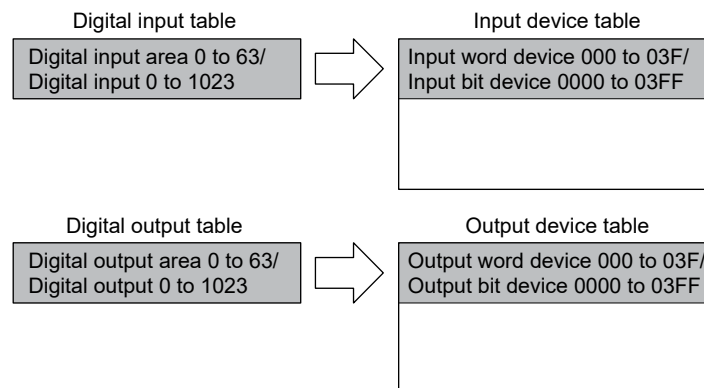 Digital input table
Input device table
Digital input area 0 to 63/
Digital input 0 to 1023
Input word device 000 to 03F/
Input bit device 0000 to 03FF
Digital output table
Output device table
Digital output area 0 to 63/
Digital output 0 to 1023
Output word device 000 to 03F/
Output bit device 0000 to 03FF